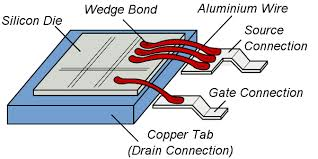 Silicon Die
Wedge Bond
Aluminium Wire
Source
Connection
Gate Connection
Copper Tab
(Drain Connection)